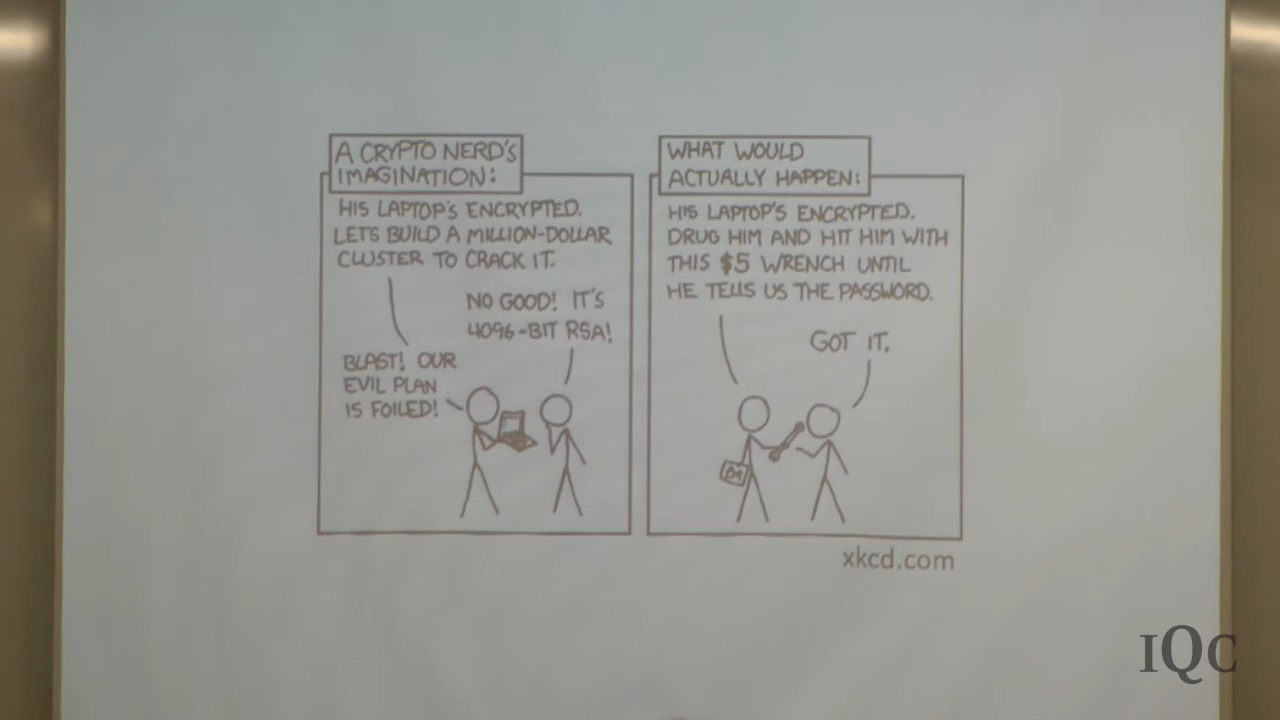 A CRYPTO NERD'S
IMAGINATION:
HIS LAPTOP'S ENCRYPTED.
LET'S BUILD A MILLION-DOLLAR
CLUSTER TO CRACK IT.
NO GOOD! IT'S
4096-BIT RSA!
BLAST! OUR
EVIL PLAN
IS FOILED!
WHAT WOULD
ACTUALLY HAPPEN:
HIS LAPTOP'S ENCRYPTED.
DRUG HIM AND HIT HIM WITH
THIS $5 WRENCH UNTIL
HE TELLS US THE PASSWORD.
GOT IT.
xkcd.com
IQC